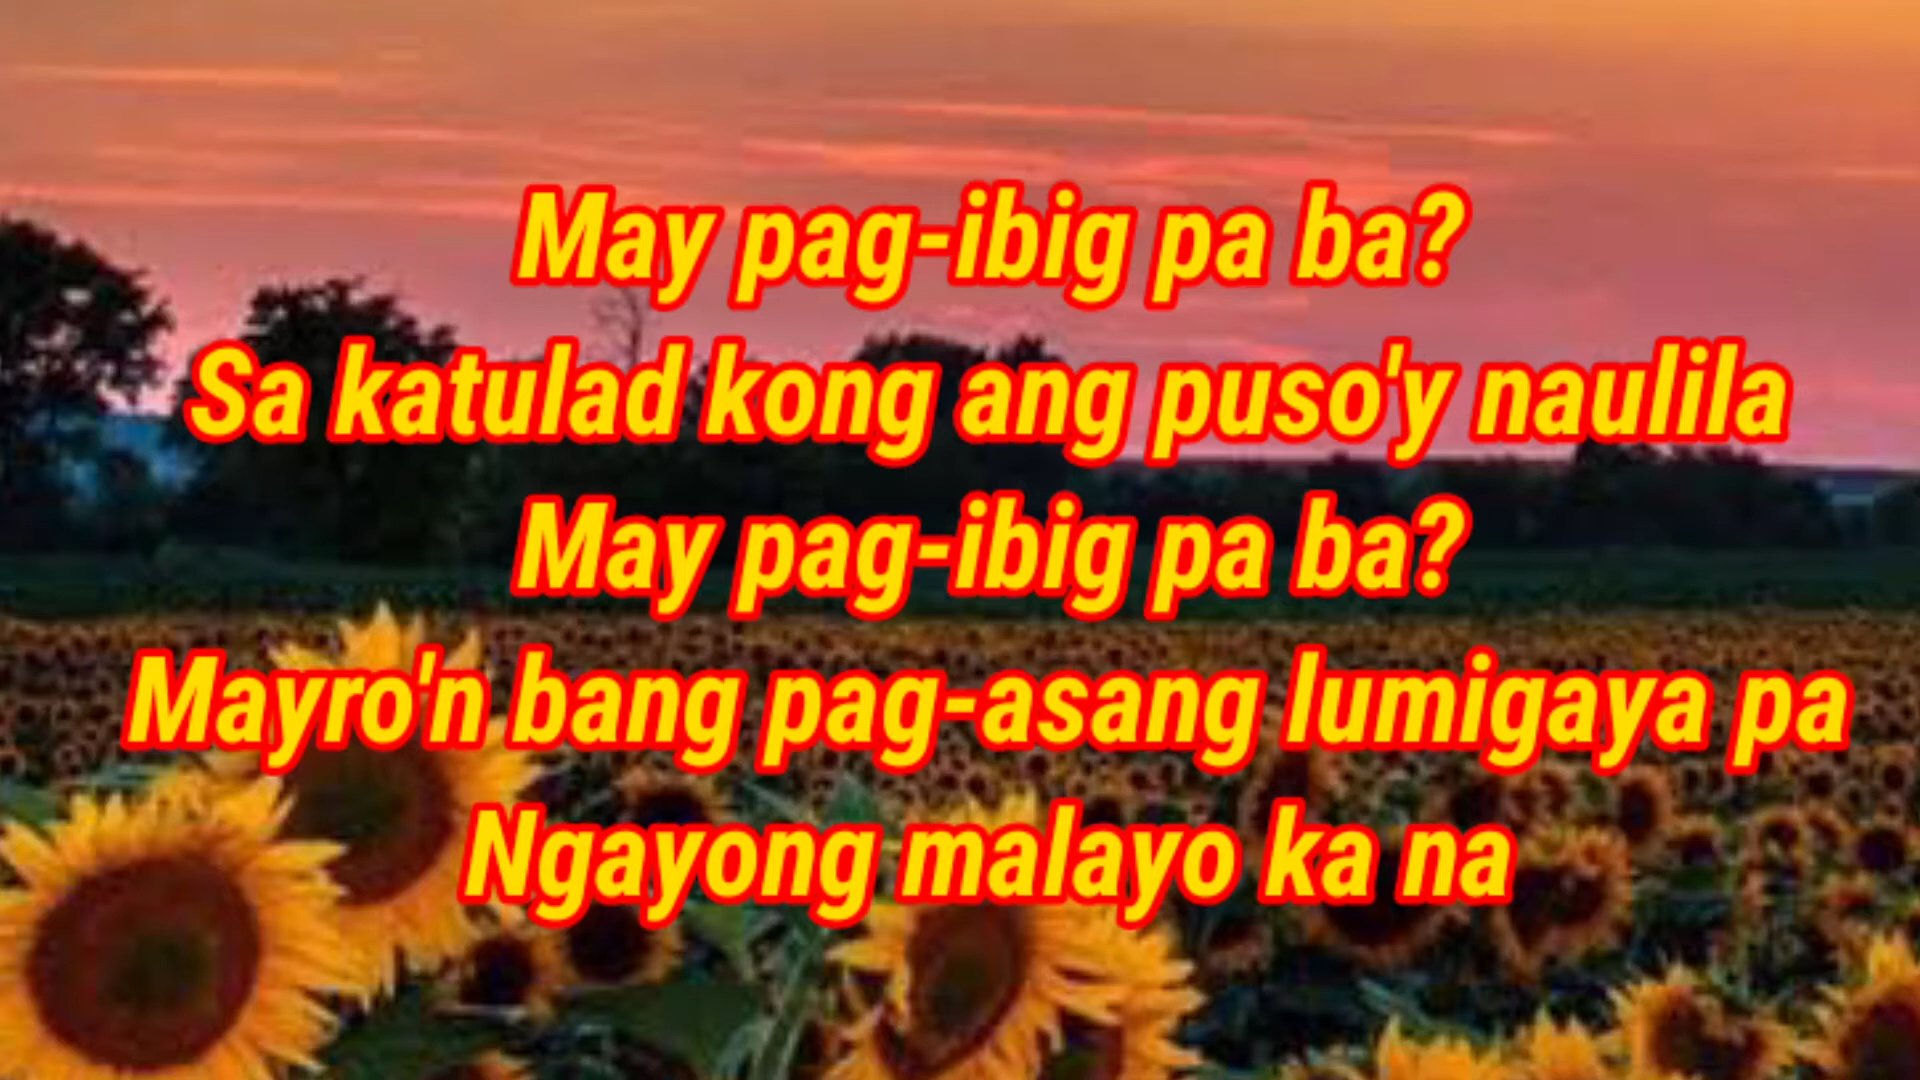 May pag-ibig pa ba?
Sa katulad kong ang puso'y naulila
May pag-ibig pa ba?
Mayro'n bang pag-asang lumigaya pa
Ngayong malayo ka na